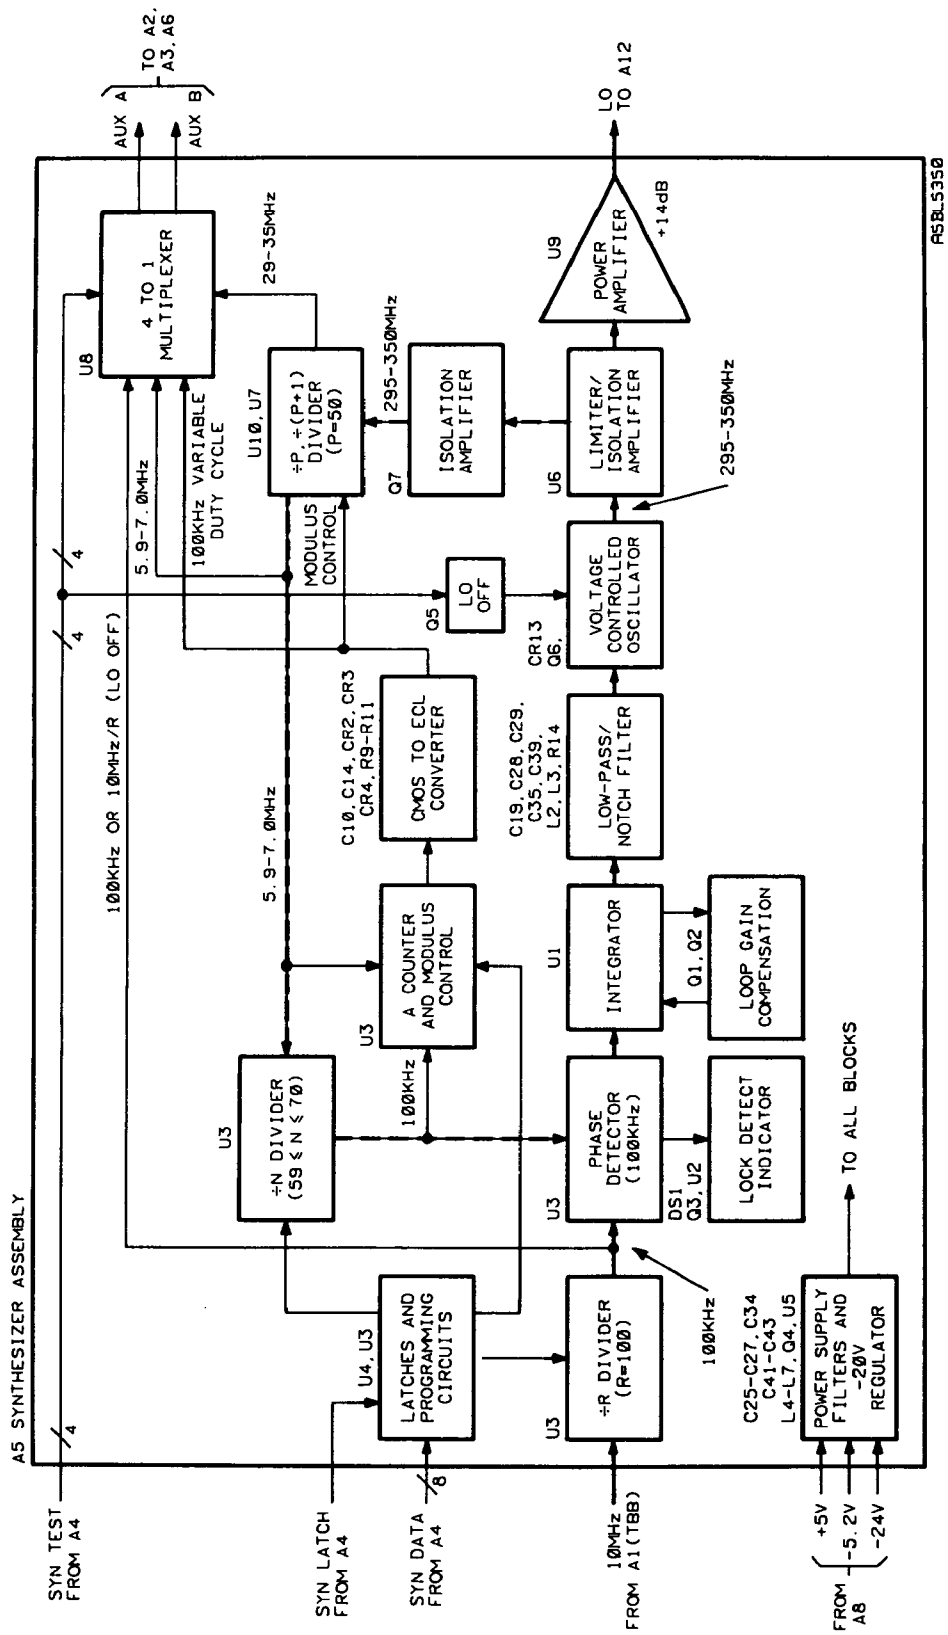 A5 SYNTHESIZER ASSEMBLY
SYN TEST
FROM A4
4
4
4
100KHz OR 10MHz/R (LO OFF)
5.9-7.0MHz
100KHz VARIABLE
DUTY CYCLE
U8
4 TO 1
MULTIPLEXER
AUX A
AUX B
TO A2,
A3, A6
29-35MHz
SYN LATCH
FROM A4
SYN DATA
FROM A4
8
U4, U3
LATCHES AND
PROGRAMMING
CIRCUITS
U3
÷N DIVIDER
(59 ≤ N ≤ 70)
5.9-7.0MHz
100KHz
U3
A COUNTER
AND MODULUS
CONTROL
C10, C14, CR2, CR3
CR4, R9-R11
CMOS TO ECL
CONVERTER
MODULUS
CONTROL
U10, U7
÷P, ÷(P+1)
DIVIDER
(P=50)
295-350MHz
Q7
ISOLATION
AMPLIFIER
Q5
LO
OFF
10MHz
FROM A1(TBB)
U3
÷R DIVIDER
(R=100)
100KHz
U3
PHASE
DETECTOR
(100KHz)
DS1
Q3, U2
LOCK DETECT
INDICATOR
U1
INTEGRATOR
Q1, Q2
LOOP GAIN
COMPENSATION
C19, C28, C29,
C35, C39,
L2, L3, R14
LOW-PASS/
NOTCH FILTER
CR13
Q6,
VOLTAGE
CONTROLLED
OSCILLATOR
295-350MHz
U6
LIMITER/
ISOLATION
AMPLIFIER
U9
POWER
AMPLIFIER
+14dB
LO
TO A12
FROM
A8
+5V
-5.2V
-24V
C25-C27, C34
C41-C43
L4-L7, Q4, U5
POWER SUPPLY
FILTERS AND
-20V
REGULATOR
TO ALL BLOCKS
A5BL5350